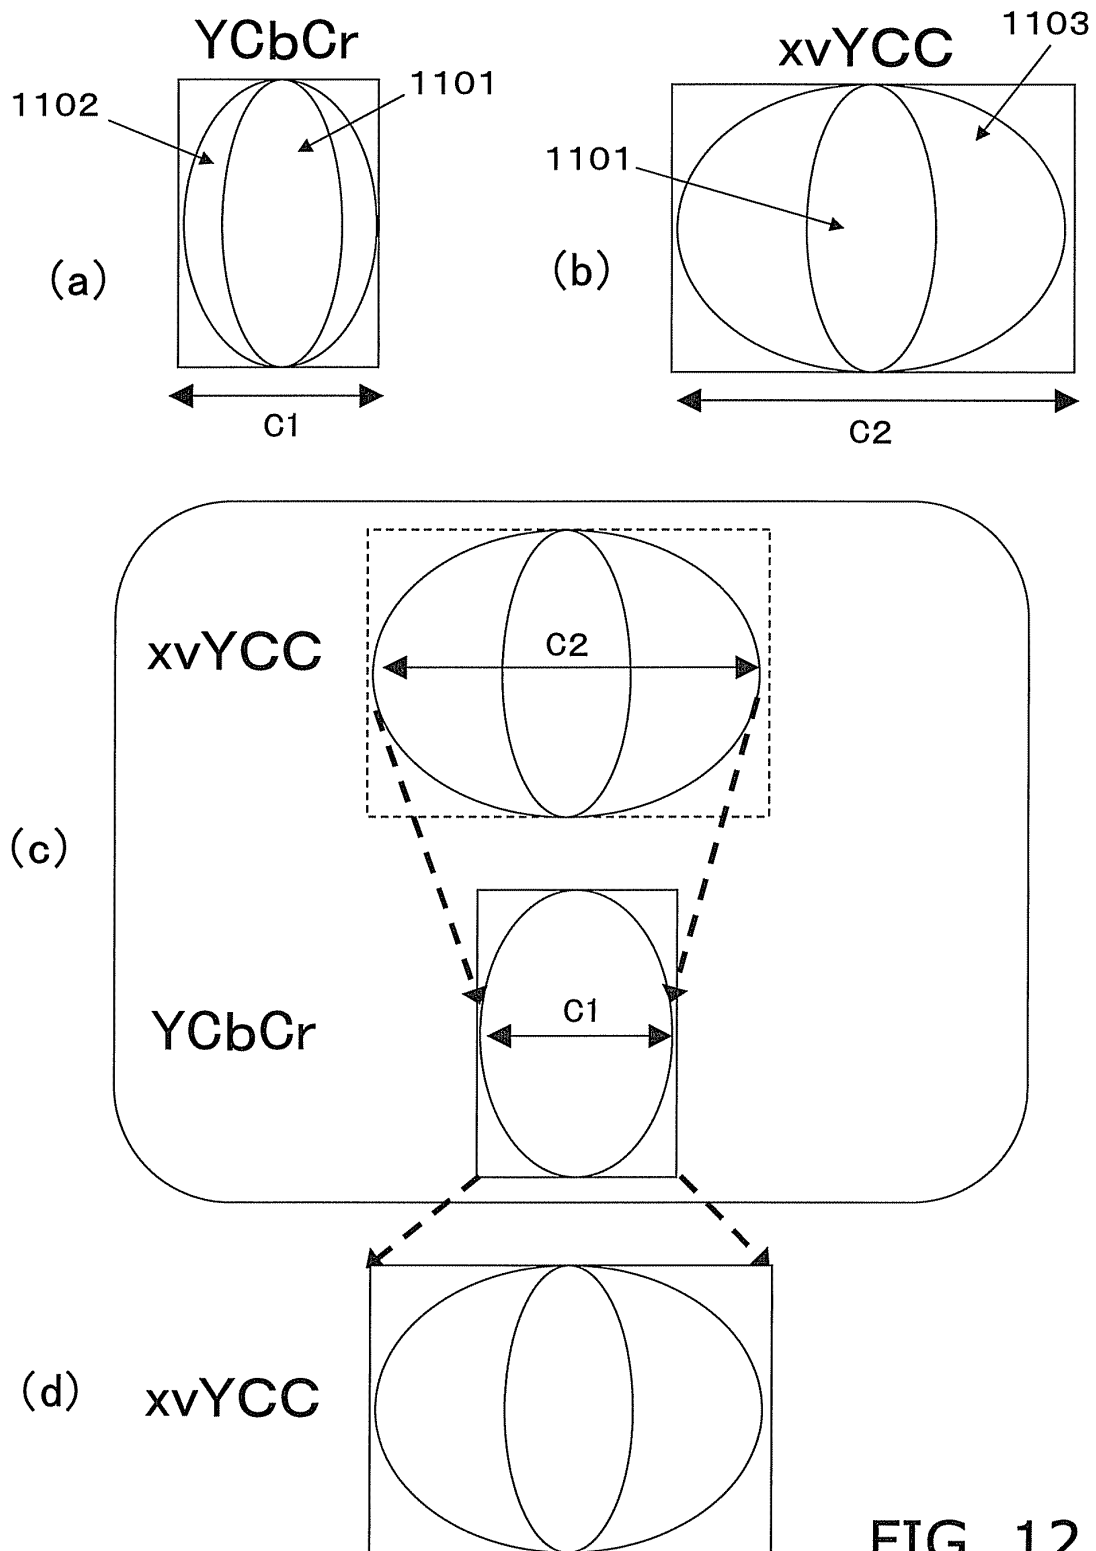 YCbCr
1102
1101
(a)
C1
xvYCC
1103
1101
(b)
C2
(c)
xvYCC
C2
YCbCr
C1
(d)
xvYCC
FIG. 12